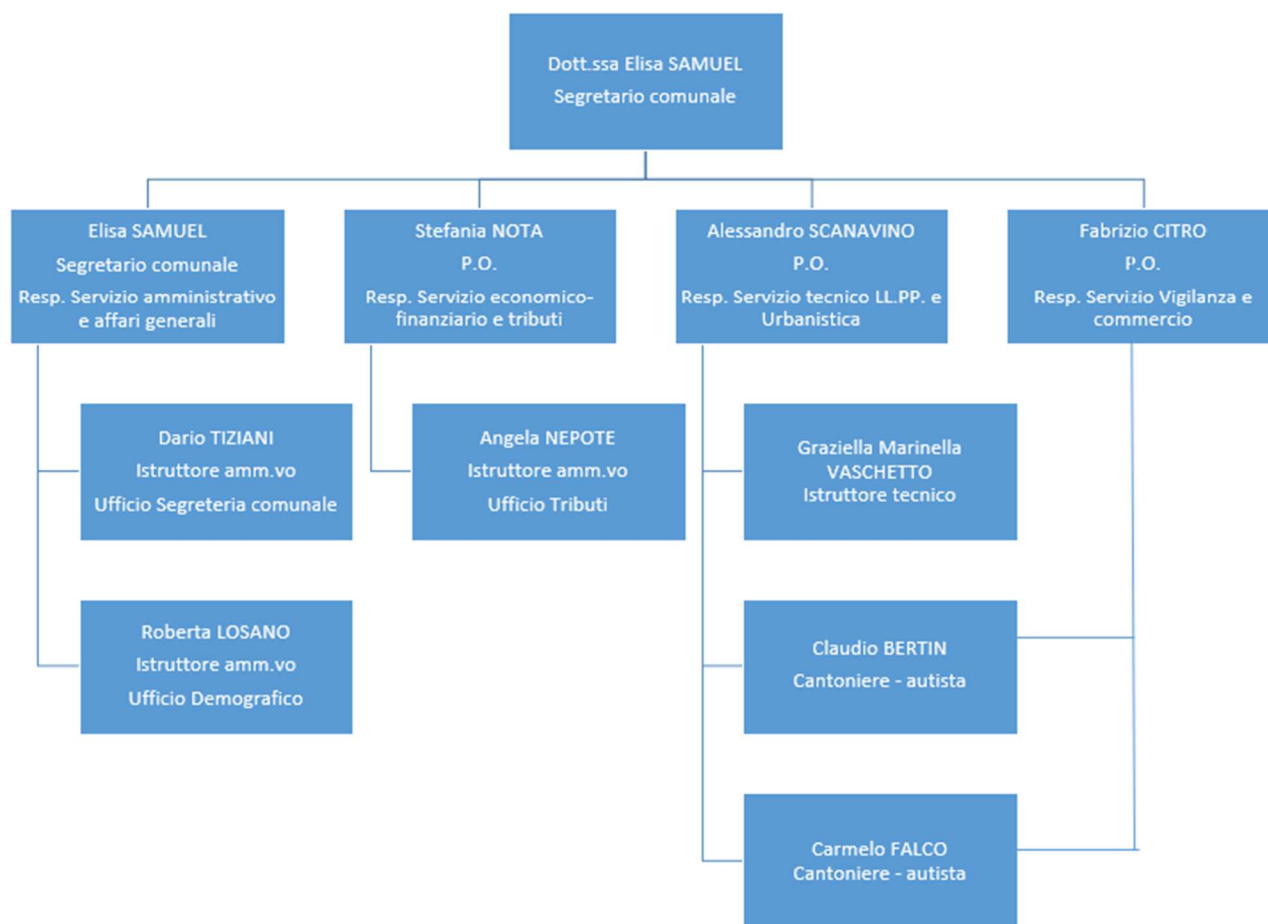 Dott.ssa Elisa SAMUEL
Segretario comunale
Elisa SAMUEL
Segretario comunale
Resp. Servizio amministrativo
e affari generali
Stefania NOTA
P.O.
Resp. Servizio economico-
finanziario e tributi
Alessandro SCANAVINO
P.O.
Resp. Servizio tecnico LL.PP. e
Urbanistica
Fabrizio CITRO
P.O.
Resp. Servizio Vigilanza e
commercio
Dario TIZIANI
Istruttore amm.vo
Ufficio Segreteria comunale
Angela NEPOTE
Istruttore amm.vo
Ufficio Tributi
Graziella Marinella
VASCHETTO
Istruttore tecnico
Roberta LOSANO
Istruttore amm.vo
Ufficio Demografico
Claudio BERTIN
Cantoniere - autista
Carmelo FALCO
Cantoniere - autista